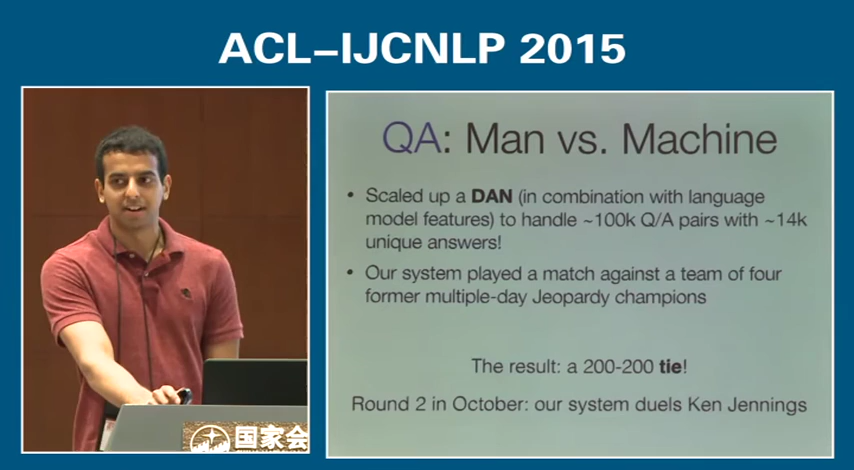 ACL–IJCNLP 2015
QA: Man vs. Machine
• Scaled up a DAN (in combination with language
model features) to handle ~100k Q/A pairs with ~14k
unique answers!
• Our system played a match against a team of four
former multiple-day Jeopardy champions
The result: a 200-200 tie!
Round 2 in October: our system duels Ken Jennings
国家会